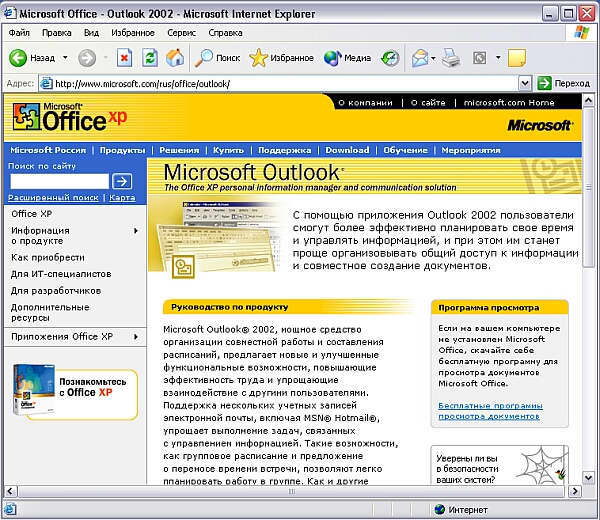 Microsoft Office - Outlook 2002 - Microsoft Internet Explorer
Файл Правка Вид Избранное Сервис Справка
Назад Поиск Избранное Медиа
Адрес: http://www.microsoft.com/rus/office/outlook/ Переход
О компании | О сайте | microsoft.com Home
Microsoft
Office xp
Microsoft
Microsoft Россия | Продукты | Решения | Купить | Поддержка | Download | Обучение | Мероприятия
Поиск по сайту
Расширенный поиск | Карта
Office XP
Информация
о продукте
Как приобрести
Для ИТ-специалистов
Для разработчиков
Дополнительные
ресурсы
Приложения Office XP
Познакомьтесь
с Office XP
Microsoft Outlook
The Office XP personal information manager and communication solution
С помощью приложения Outlook 2002 пользователи
смогут более эффективно планировать свое время
и управлять информацией, и при этом им станет
проще организовывать общий доступ к информации
и совместное создание документов.
Руководство по продукту
Microsoft Outlook® 2002, мощное средство
организации совместной работы и составления
расписаний, предлагает новые и улучшенные
функциональные возможности, повышающие
эффективность труда и упрощающие
взаимодействие с другими пользователями.
Поддержка нескольких учетных записей
электронной почты, включая MSN® Hotmail®,
упрощает выполнение задач, связанных
с управлением информацией. Такие возможности,
как групповое расписание и предложение
о переносе времени встречи, позволяют легко
планировать работу в группе. Как и другие
Программа просмотра
Если на вашем компьютере
не установлен Microsoft
Office, скачайте себе
бесплатную программу для
просмотра документов
Microsoft Office.
Бесплатные программы
просмотра документов
Уверены ли вы
в безопасности
ваших систем?
Интернет